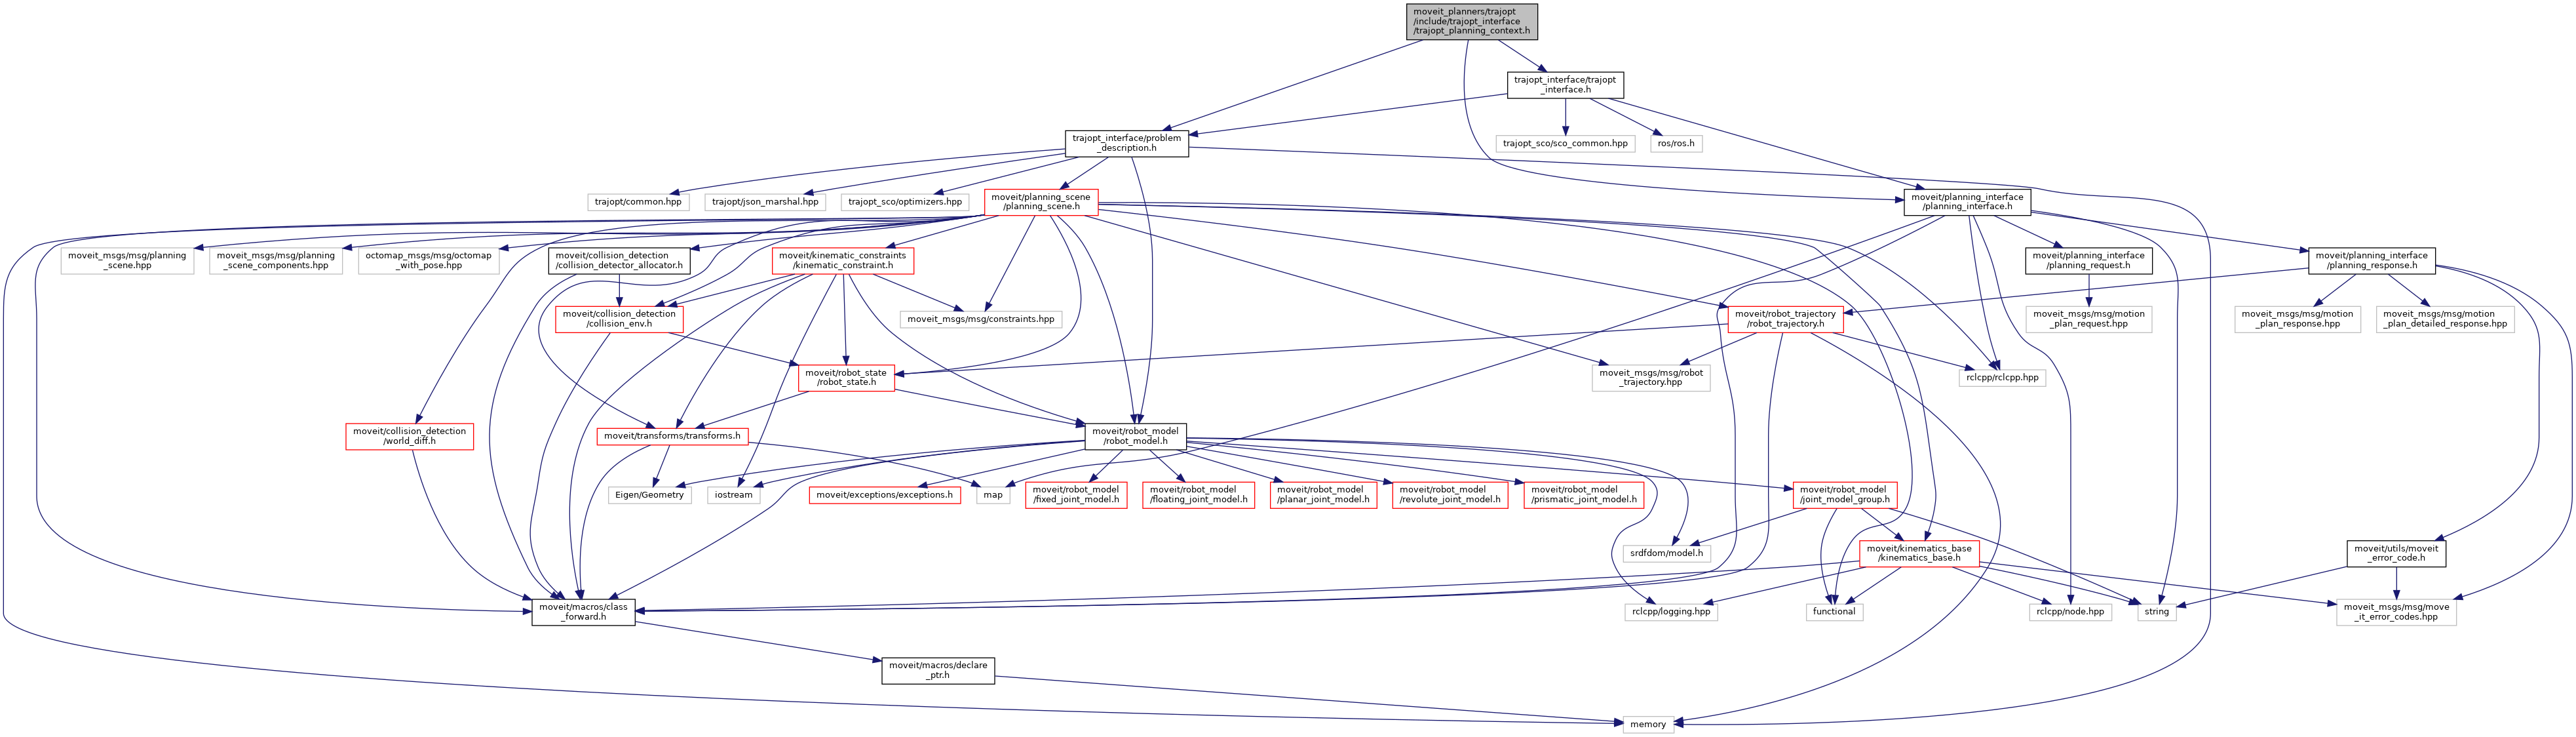 moveit_planners/trajopt
/include/trajopt_interface
/trajopt_planning_context.h
trajopt_interface/trajopt
_interface.h
trajopt_interface/problem
_description.h
trajopt_sco/sco_common.hpp
ros/ros.h
trajopt/common.hpp
trajopt/json_marshal.hpp
trajopt_sco/optimizers.hpp
moveit/planning_scene
/planning_scene.h
moveit/planning_interface
/planning_interface.h
moveit_msgs/msg/planning
_scene.hpp
moveit_msgs/msg/planning
_scene_components.hpp
octomap_msgs/msg/octomap
_with_pose.hpp
moveit/collision_detection
/collision_detector_allocator.h
moveit/kinematic_constraints
/kinematic_constraint.h
moveit/planning_interface
/planning_request.h
moveit/planning_interface
/planning_response.h
moveit/collision_detection
/collision_env.h
moveit_msgs/msg/constraints.hpp
moveit/robot_trajectory
/robot_trajectory.h
moveit_msgs/msg/motion
_plan_request.hpp
moveit_msgs/msg/motion
_plan_response.hpp
moveit_msgs/msg/motion
_plan_detailed_response.hpp
moveit/robot_state
/robot_state.h
moveit_msgs/msg/robot
_trajectory.hpp
rclcpp/rclcpp.hpp
moveit/collision_detection
/world_diff.h
moveit/transforms/transforms.h
moveit/robot_model
/robot_model.h
Eigen/Geometry
iostream
moveit/exceptions/exceptions.h
map
moveit/robot_model
/fixed_joint_model.h
moveit/robot_model
/floating_joint_model.h
moveit/robot_model
/planar_joint_model.h
moveit/robot_model
/revolute_joint_model.h
moveit/robot_model
/prismatic_joint_model.h
moveit/robot_model
/joint_model_group.h
srdfdom/model.h
moveit/kinematics_base
/kinematics_base.h
moveit/utils/moveit
_error_code.h
moveit/macros/class
_forward.h
rclcpp/logging.hpp
functional
rclcpp/node.hpp
string
moveit_msgs/msg/move
_it_error_codes.hpp
moveit/macros/declare
_ptr.h
memory